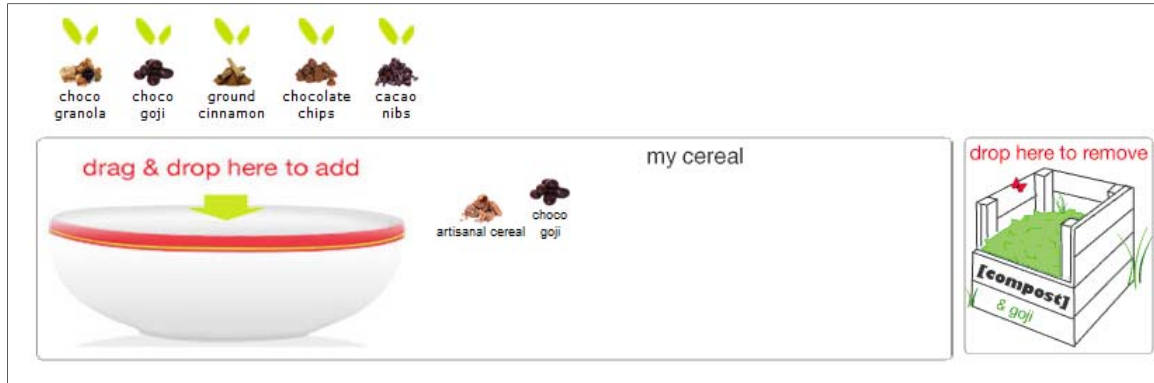 choco
granola
choco
goji
ground
cinnamon
chocolate
chips
cacao
nibs
drag & drop here to add
my cereal
artisanal cereal
choco
goji
drop here to remove
[compost]
& goji